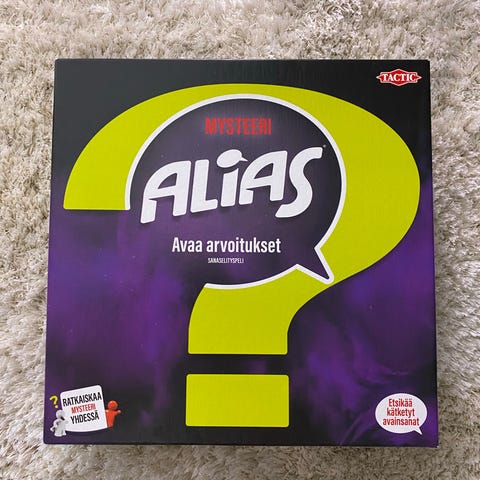 TACTIC
MYSTEERI
ALIAS
Avaa arvoitukset
SANASELITYSPELI
?
RATKAISKAA
MYSTEERI
YHDESSÄ
Etsikää
kätketyt
avainsanat